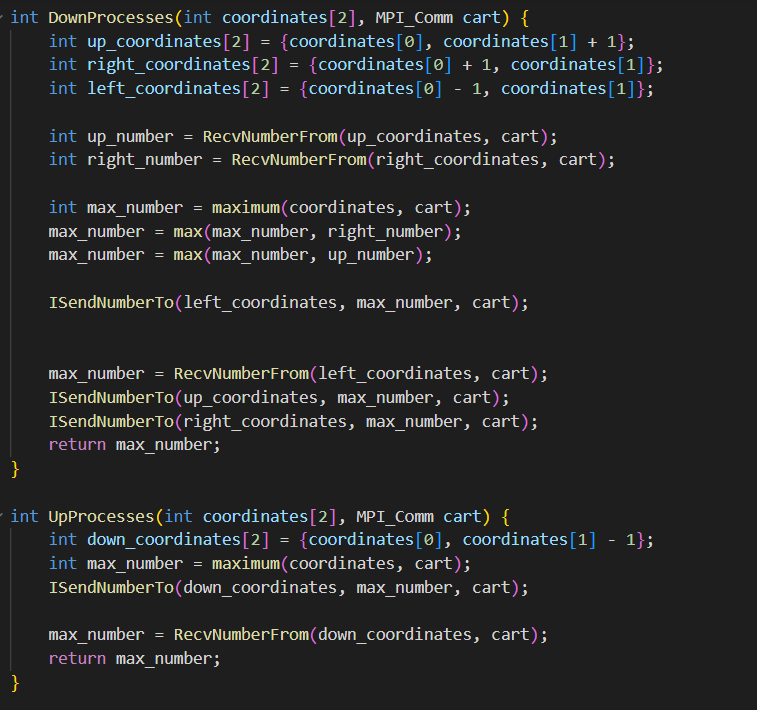 int DownProcesses(int coordinates[2], MPI_Comm cart) {
    int up_coordinates[2] = {coordinates[0], coordinates[1] + 1};
    int right_coordinates[2] = {coordinates[0] + 1, coordinates[1]};
    int left_coordinates[2] = {coordinates[0] - 1, coordinates[1]};

    int up_number = RecvNumberFrom(up_coordinates, cart);
    int right_number = RecvNumberFrom(right_coordinates, cart);

    int max_number = maximum(coordinates, cart);
    max_number = max(max_number, right_number);
    max_number = max(max_number, up_number);

    ISendNumberTo(left_coordinates, max_number, cart);


    max_number = RecvNumberFrom(left_coordinates, cart);
    ISendNumberTo(up_coordinates, max_number, cart);
    ISendNumberTo(right_coordinates, max_number, cart);
    return max_number;
}

int UpProcesses(int coordinates[2], MPI_Comm cart) {
    int down_coordinates[2] = {coordinates[0], coordinates[1] - 1};
    int max_number = maximum(coordinates, cart);
    ISendNumberTo(down_coordinates, max_number, cart);

    max_number = RecvNumberFrom(down_coordinates, cart);
    return max_number;
}